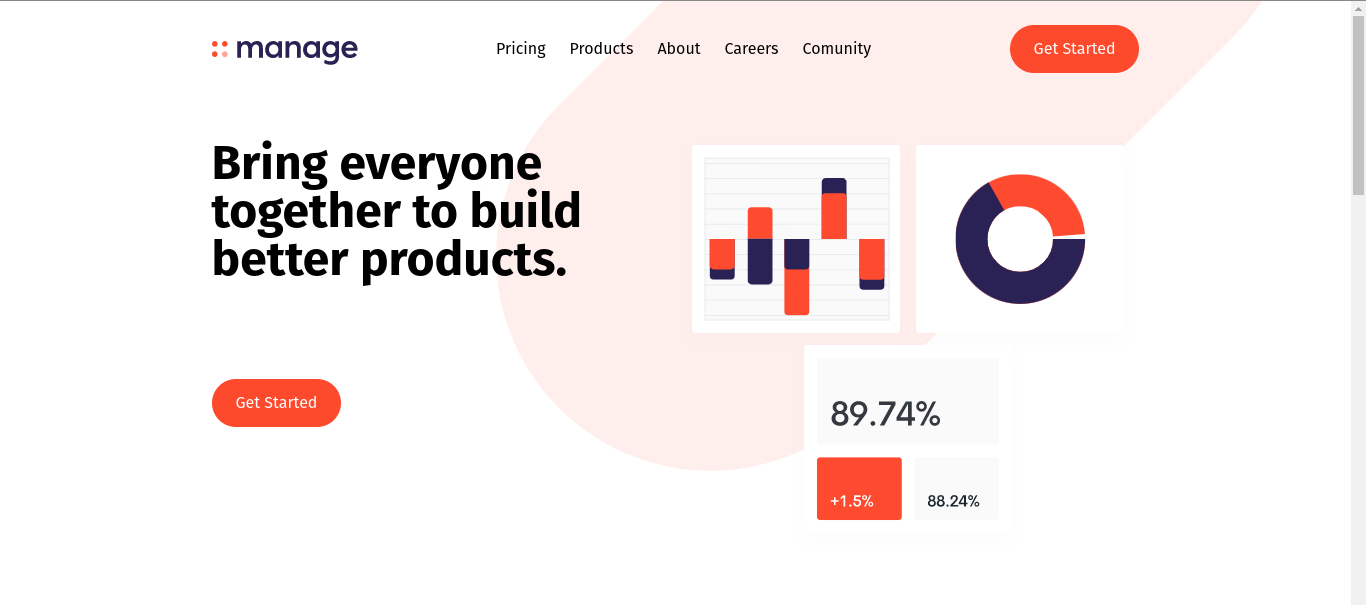 manage
Pricing Products About Careers Comunity
Get Started
Bring everyone
together to build
better products.
Get Started
89.74%
+1.5% 88.24%